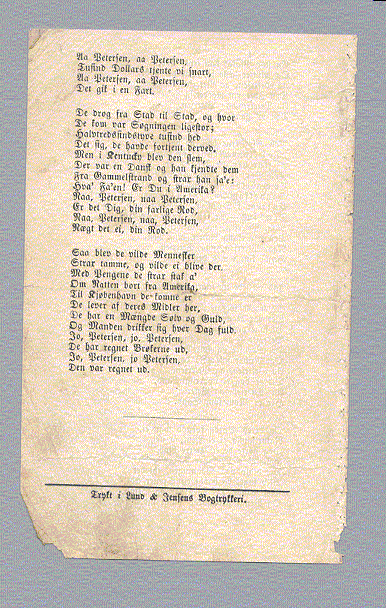 Aa Petersen, aa Petersen,
Tusind Dollars tjente vi snart,
Aa Petersen, aa Petersen,
Det gik i en Fart.
De drog fra Stad til Stad, og hvor
De kom var Søgningen ligestor;
Halvtredssindstyve tusind hed
Det sig, de havde fortjent derved.
Men i Kentucky blev den slem,
Der var en Dansk og han kjendte dem
Fra Gammelstrand og strax han sa'e:
Hva' Fa'en! Er Du i Amerika?
Naa, Petersen, naa Petersen,
Er det Dig, din farlige Rod,
Naa, Petersen, naa, Petersen,
Nægt det ei, din Rod.
Saa blev de vilde Mennesker
Strax tamme, og vilde ei blive der.
Med Pengene de strax stak a'
Om Natten bort fra Amerika,
Til Kjøbenhavn de komne er
De lever af deres Midler her,
De har en Mængde Sølv og Guld,
Og Manden drikker sig hver Dag fuld.
Jo, Petersen, jo, Petersen,
De har regnet Brøkerne ud,
Jo, Petersen, jo Petersen,
Den var regnet ud.
Trykt i Lund & Jensens Bogtrykkeri.